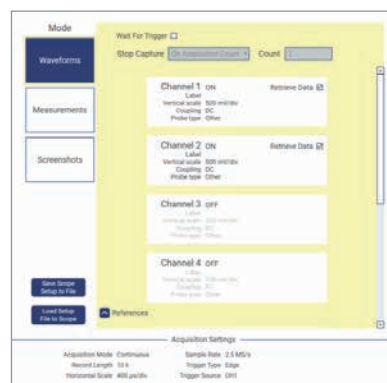 Mode
Wait For Trigger
Stop Capture On Acquisition Count Count 1
Waveforms
Measurements
Screenshots
Channel 1 ON Retrieve Data
Label
Vertical scale 500 mV/div
Coupling DC
Probe type Other
Channel 2 ON Retrieve Data
Label
Vertical scale 500 mV/div
Coupling DC
Probe type Other
Channel 3 OFF
Label
Coupling DC
Probe type Other
Channel 4 OFF
Label
Coupling DC
Probe type Other
Save Scope
Setup to File
Load Setup
File to Scope
References
Acquisition Settings
Acquisition Mode Continuous
Record Length 10 k
Horizontal Scale 400 µs/div
Sample Rate 2.5 MS/s
Trigger Type Edge
Trigger Source CH1